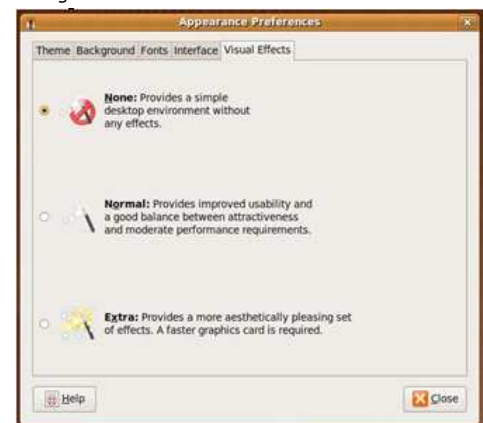 Appearance Preferences
Theme Background Fonts Interface Visual Effects
None: Provides a simple
desktop environment without
any effects.
Normal: Provides improved usability and
a good balance between attractiveness
and moderate performance requirements.
Extra: Provides a more aesthetically pleasing set
of effects. A faster graphics card is required.
Help Close